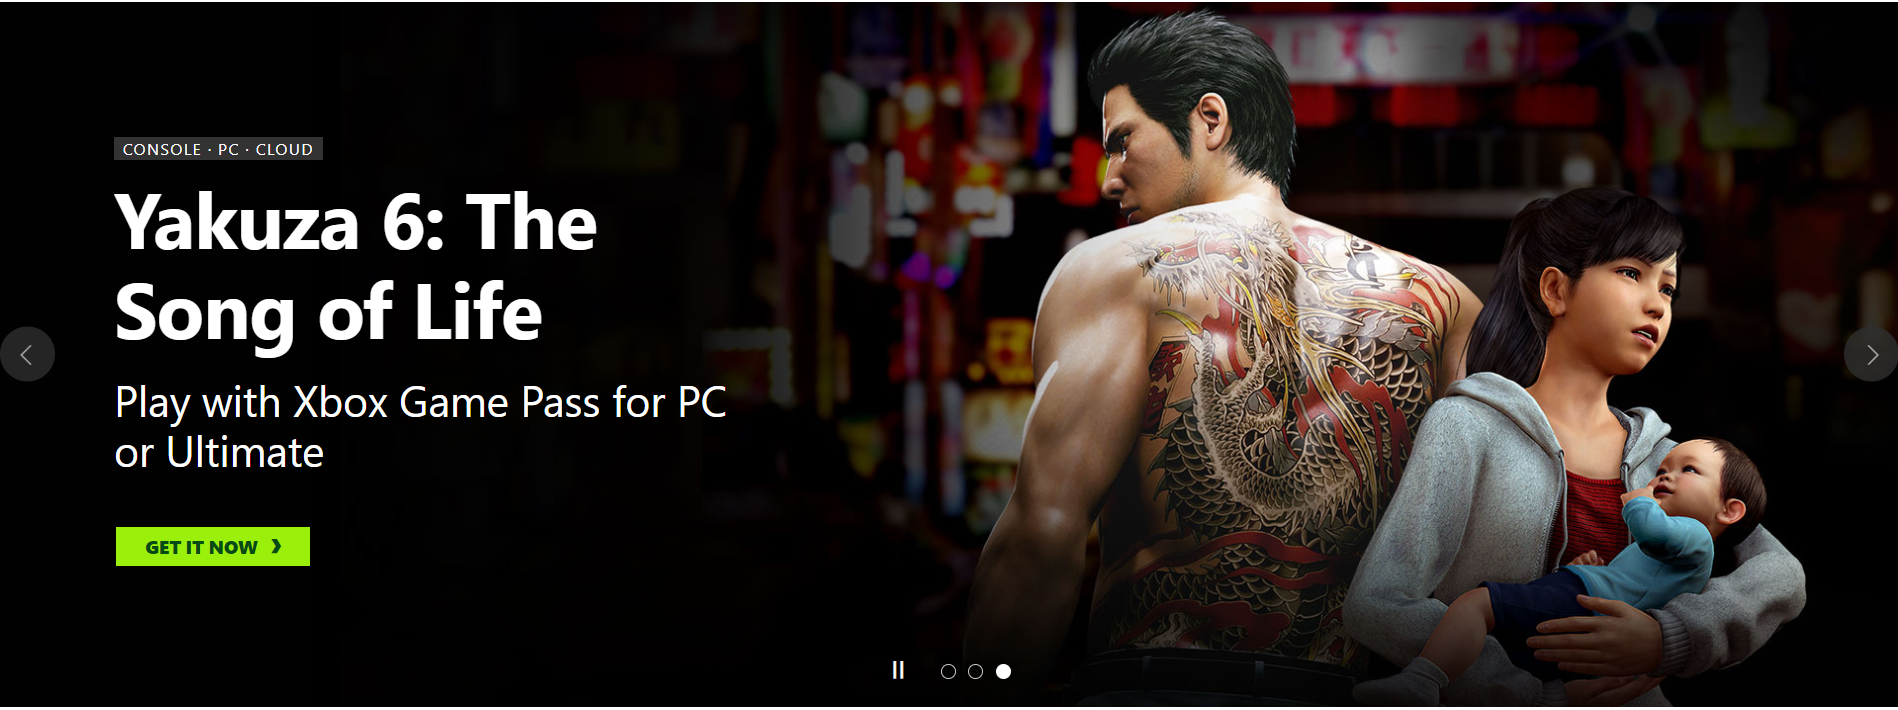 CONSOLE · PC · CLOUD
Yakuza 6: The
Song of Life
Play with Xbox Game Pass for PC
or Ultimate
GET IT NOW